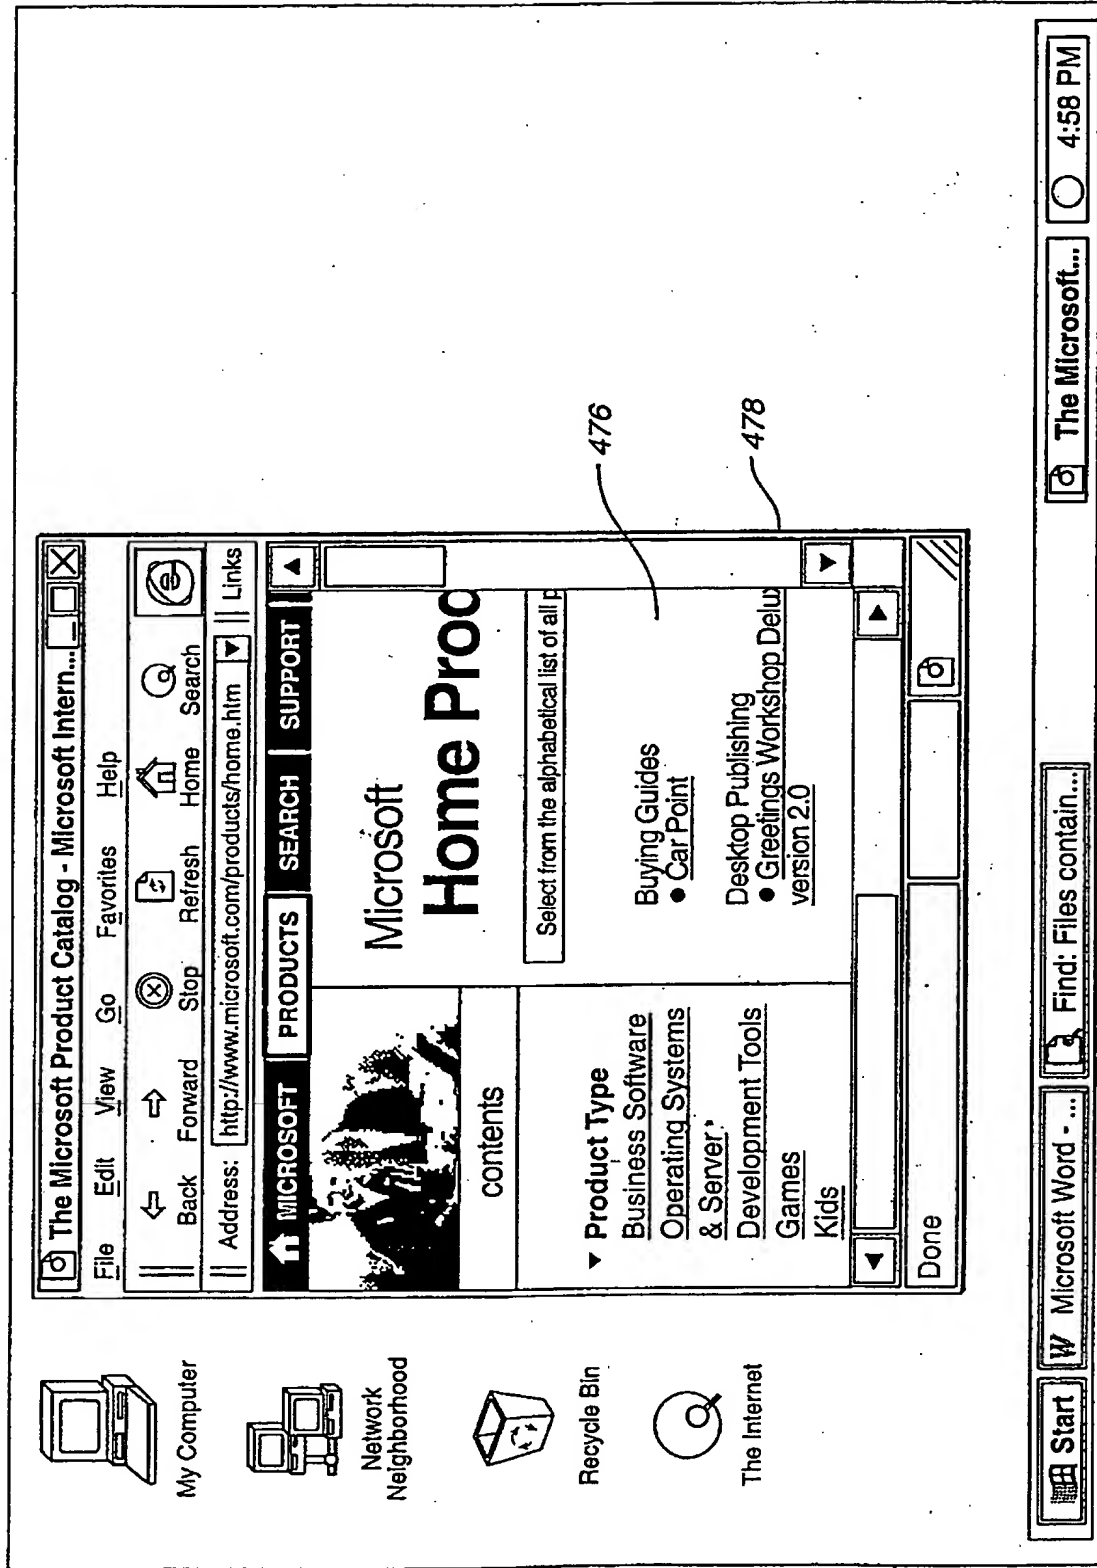 The Microsoft Product Catalog - Microsoft Intern...
File Edit View Go Favorites Help
Back Forward Stop Refresh Home Search
Address: http://www.microsoft.com/products/home.htm Links
MICROSOFT PRODUCTS SEARCH SUPPORT
contents
▼ Product Type
Business Software
Operating Systems
& Server*
Development Tools
Games
Kids
Microsoft
Home Proc
Select from the alphabetical list of all p
Buying Guides
• Car Point
Desktop Publishing
• Greetings Workshop Delux
version 2.0
Done
476
478
My Computer
Network
Neighborhood
Recycle Bin
The Internet
Start W Microsoft Word - ... Find: Files contain... The Microsoft... 4:58 PM